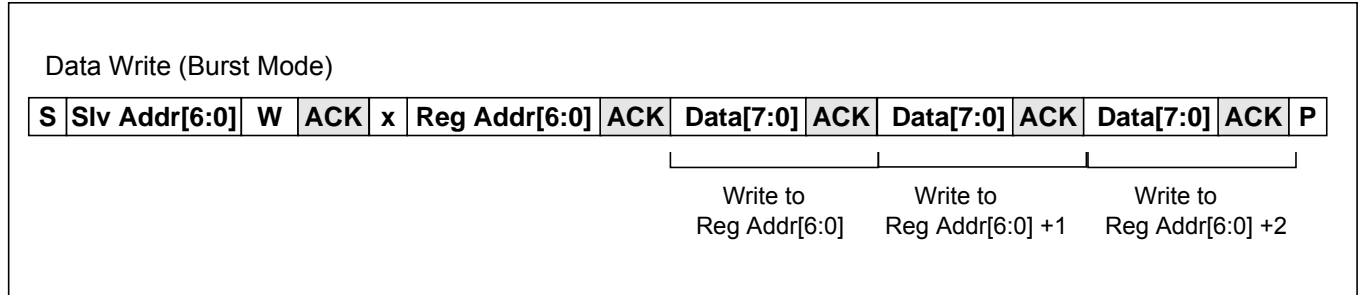 Data Write (Burst Mode)
S Slv Addr[6:0] W ACK x Reg Addr[6:0] ACK Data[7:0] ACK Data[7:0] ACK Data[7:0] ACK P
Write to Write to Write to
Reg Addr[6:0] Reg Addr[6:0] +1 Reg Addr[6:0] +2